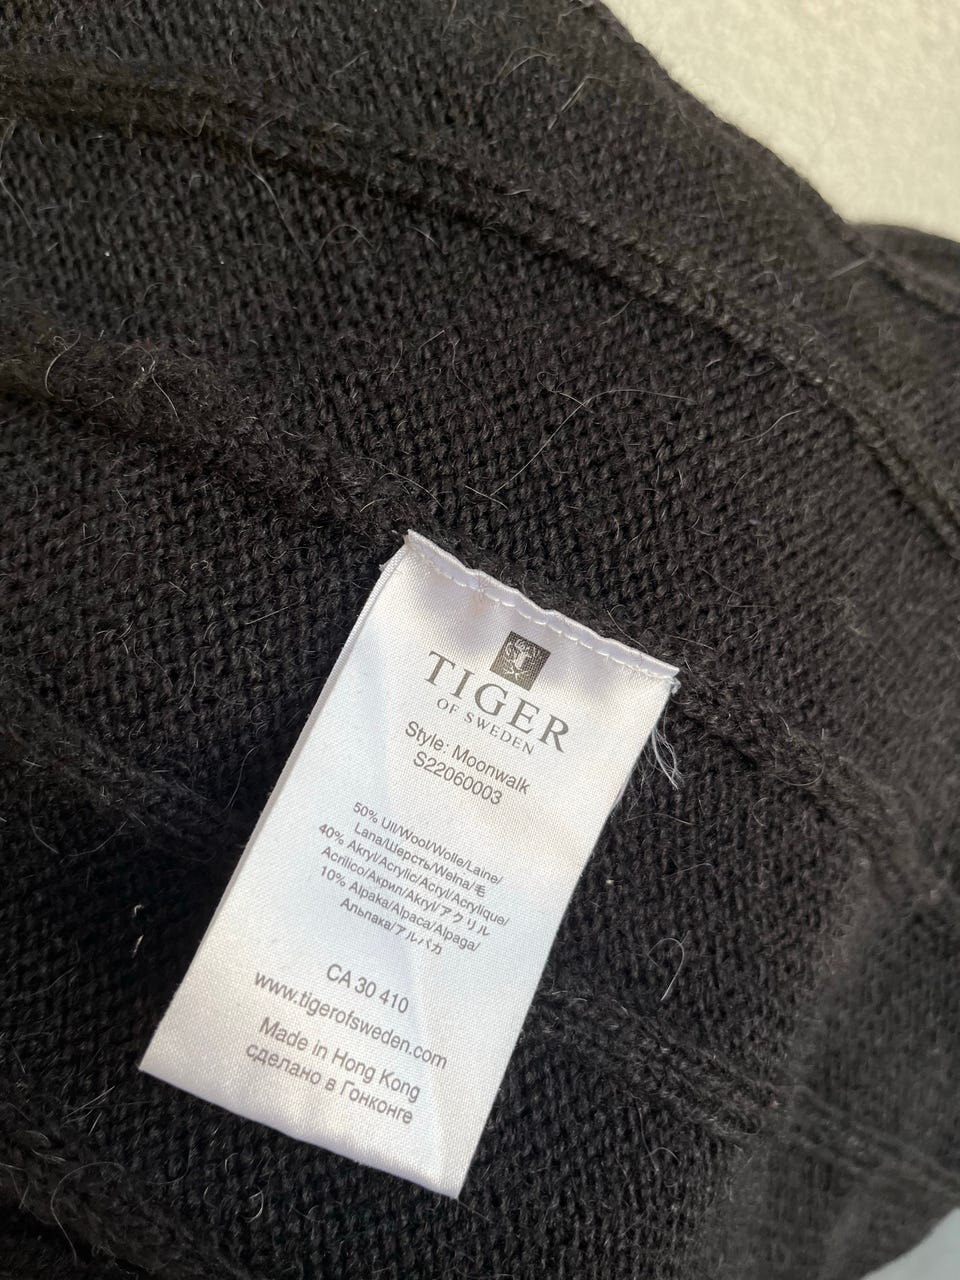 TIGER
OF SWEDEN
Style: Moonwalk
S22060003
50% Ull/Wool/Wolle/Laine/
Lana/Шерсть/Wełna/毛
40% Akryl/Acrylic/Acryl/Acrylique/
Acrilico/Акрил/Akryl/アクリル
10% Alpaka/Alpaca/Alpaga/
Альпака/アルパカ
CA 30 410
www.tigerofsweden.com
Made in Hong Kong
сделано в Гонконге